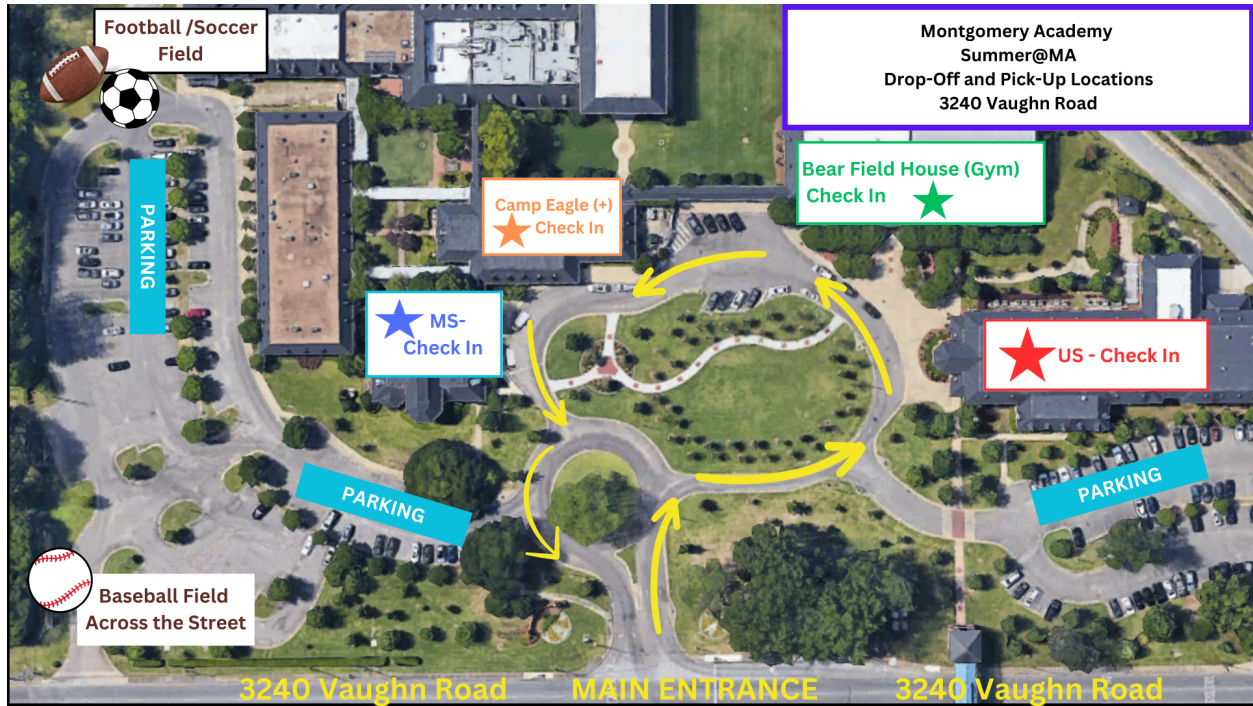 Football /Soccer
Field
Montgomery Academy
Summer@MA
Drop-Off and Pick-Up Locations
3240 Vaughn Road
Bear Field House (Gym)
Check In
Camp Eagle (+)
Check In
PARKING
MS-
Check In
US - Check In
PARKING
PARKING
Baseball Field
Across the Street
3240 Vaughn Road
MAIN ENTRANCE
3240 Vaughn Road